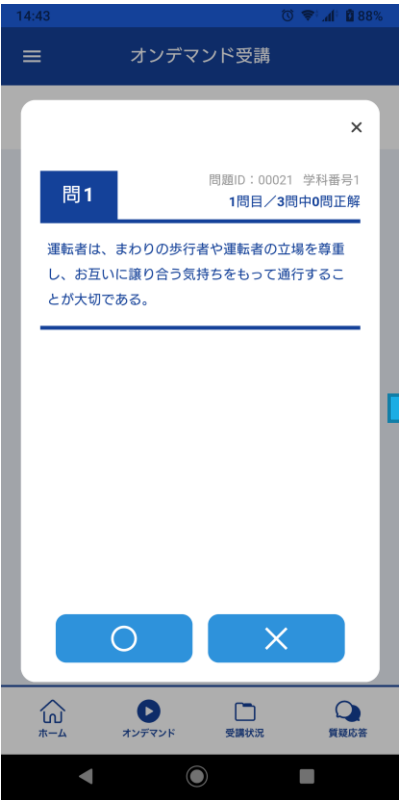 14:43
88%
オンデマンド受講
×
問題ID：00021 学科番号1
問1
1問目／3問中0問正解
運転者は、まわりの歩行者や運転者の立場を尊重
し、お互いに譲り合う気持ちをもって通行するこ
とが大切である。
ホーム
オンデマンド
受講状況
質疑応答